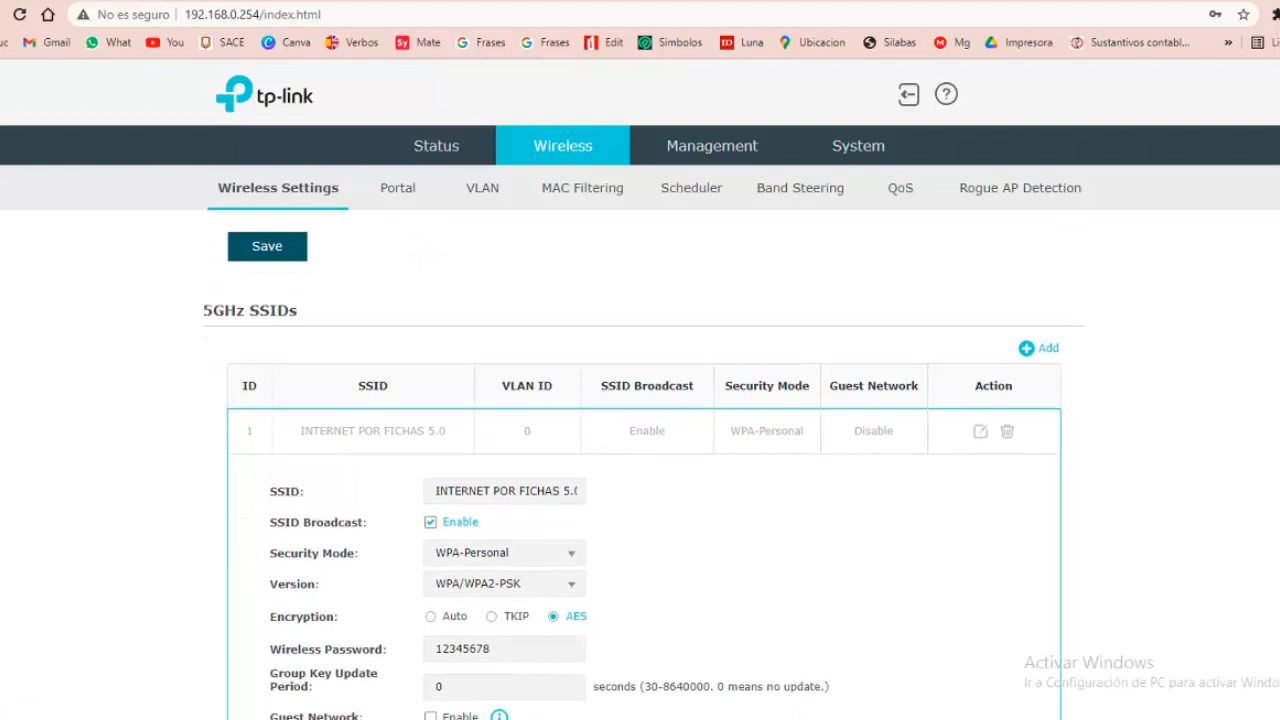 No es seguro | 192.168.0.254/index.html
Gmail What You SACE Canva Verbos Mate Frases Frases Edit Simbolos Luna Ubicacion Silabas Mg Impresora Sustantivos contabl... »
tp-link
Status Wireless Management System
Wireless Settings Portal VLAN MAC Filtering Scheduler Band Steering QoS Rogue AP Detection
Save
5GHz SSIDs
Add
ID SSID VLAN ID SSID Broadcast Security Mode Guest Network Action
1 INTERNET POR FICHAS 5.0 0 Enable WPA-Personal Disable
SSID: INTERNET POR FICHAS 5.0
SSID Broadcast: Enable
Security Mode: WPA-Personal
Version: WPA/WPA2-PSK
Encryption: Auto TKIP AES
Wireless Password: 12345678
Group Key Update
Period: 0 seconds (30-8640000. 0 means no update.)
Guest Network: Enable
Activar Windows
Ir a Configuración de PC para activar Windo